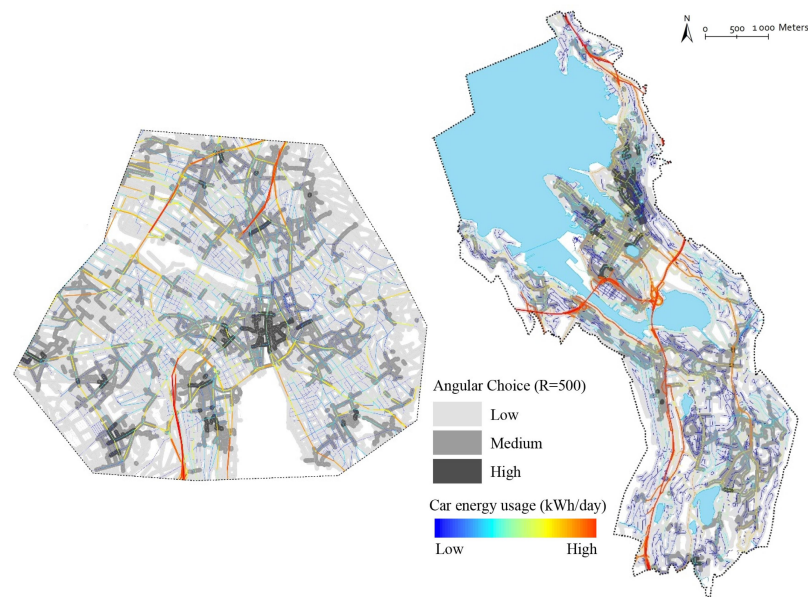 N
0 500 1 000 Meters
Angular Choice (R=500)
Low
Medium
High
Car energy usage (kWh/day)
Low High